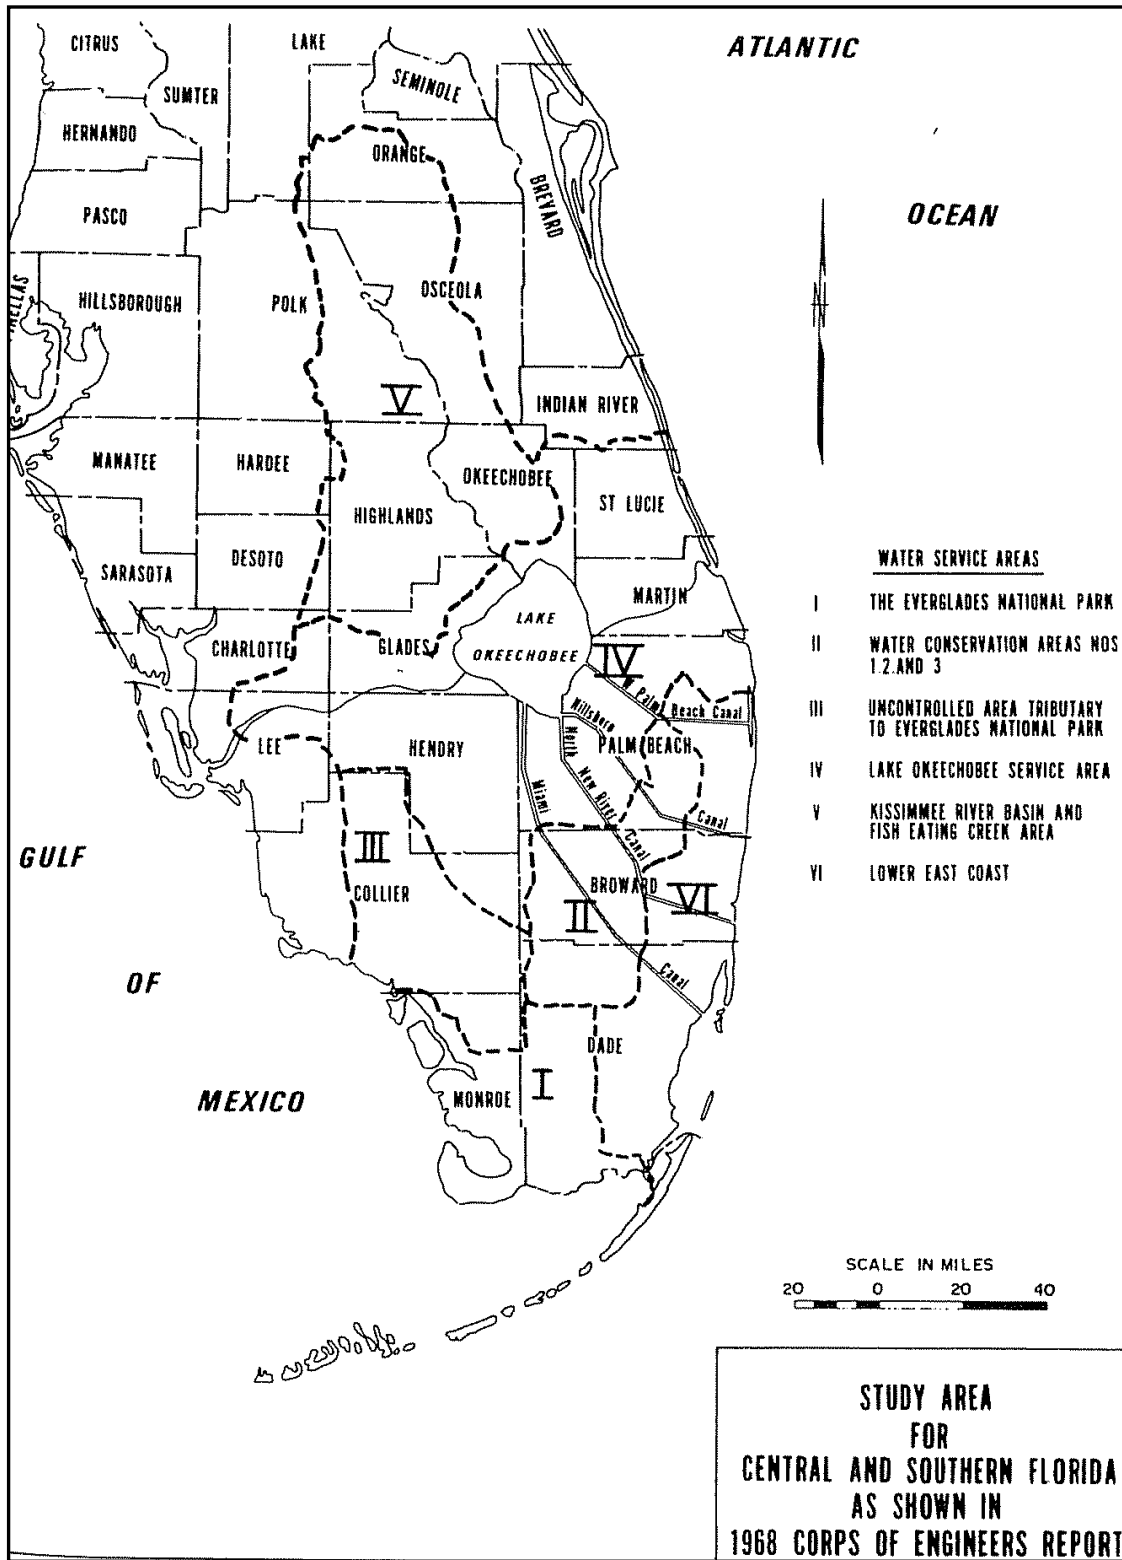 CITRUS
LAKE
ATLANTIC
SUMTER
SEMINOLE
HERNANDO
ORANGE
BREVARD
PASCO
OCEAN
HILLSBOROUGH
POLK
OSCEOLA
V
INDIAN RIVER
MANATEE
HARDEE
OKEECHOBEE
HIGHLANDS
ST LUCIE
DESOTO
SARASOTA
MARTIN
LAKE
OKEECHOBEE
CHARLOTTE
GLADES
IV
Palm Beach Canal
Hillsboro Canal
PALM BEACH
North New River Canal
Miami Canal
LEE
HENDRY
III
COLLIER
BROWARD
II
VI
GULF
OF
MEXICO
DADE
I
MONROE
WATER SERVICE AREAS
I THE EVERGLADES NATIONAL PARK
II WATER CONSERVATION AREAS NOS
1.2.AND 3
III UNCONTROLLED AREA TRIBUTARY
TO EVERGLADES NATIONAL PARK
IV LAKE OKEECHOBEE SERVICE AREA
V KISSIMMEE RIVER BASIN AND
FISH EATING CREEK AREA
VI LOWER EAST COAST
SCALE IN MILES
20 0 20 40
STUDY AREA
FOR
CENTRAL AND SOUTHERN FLORIDA
AS SHOWN IN
1968 CORPS OF ENGINEERS REPORT